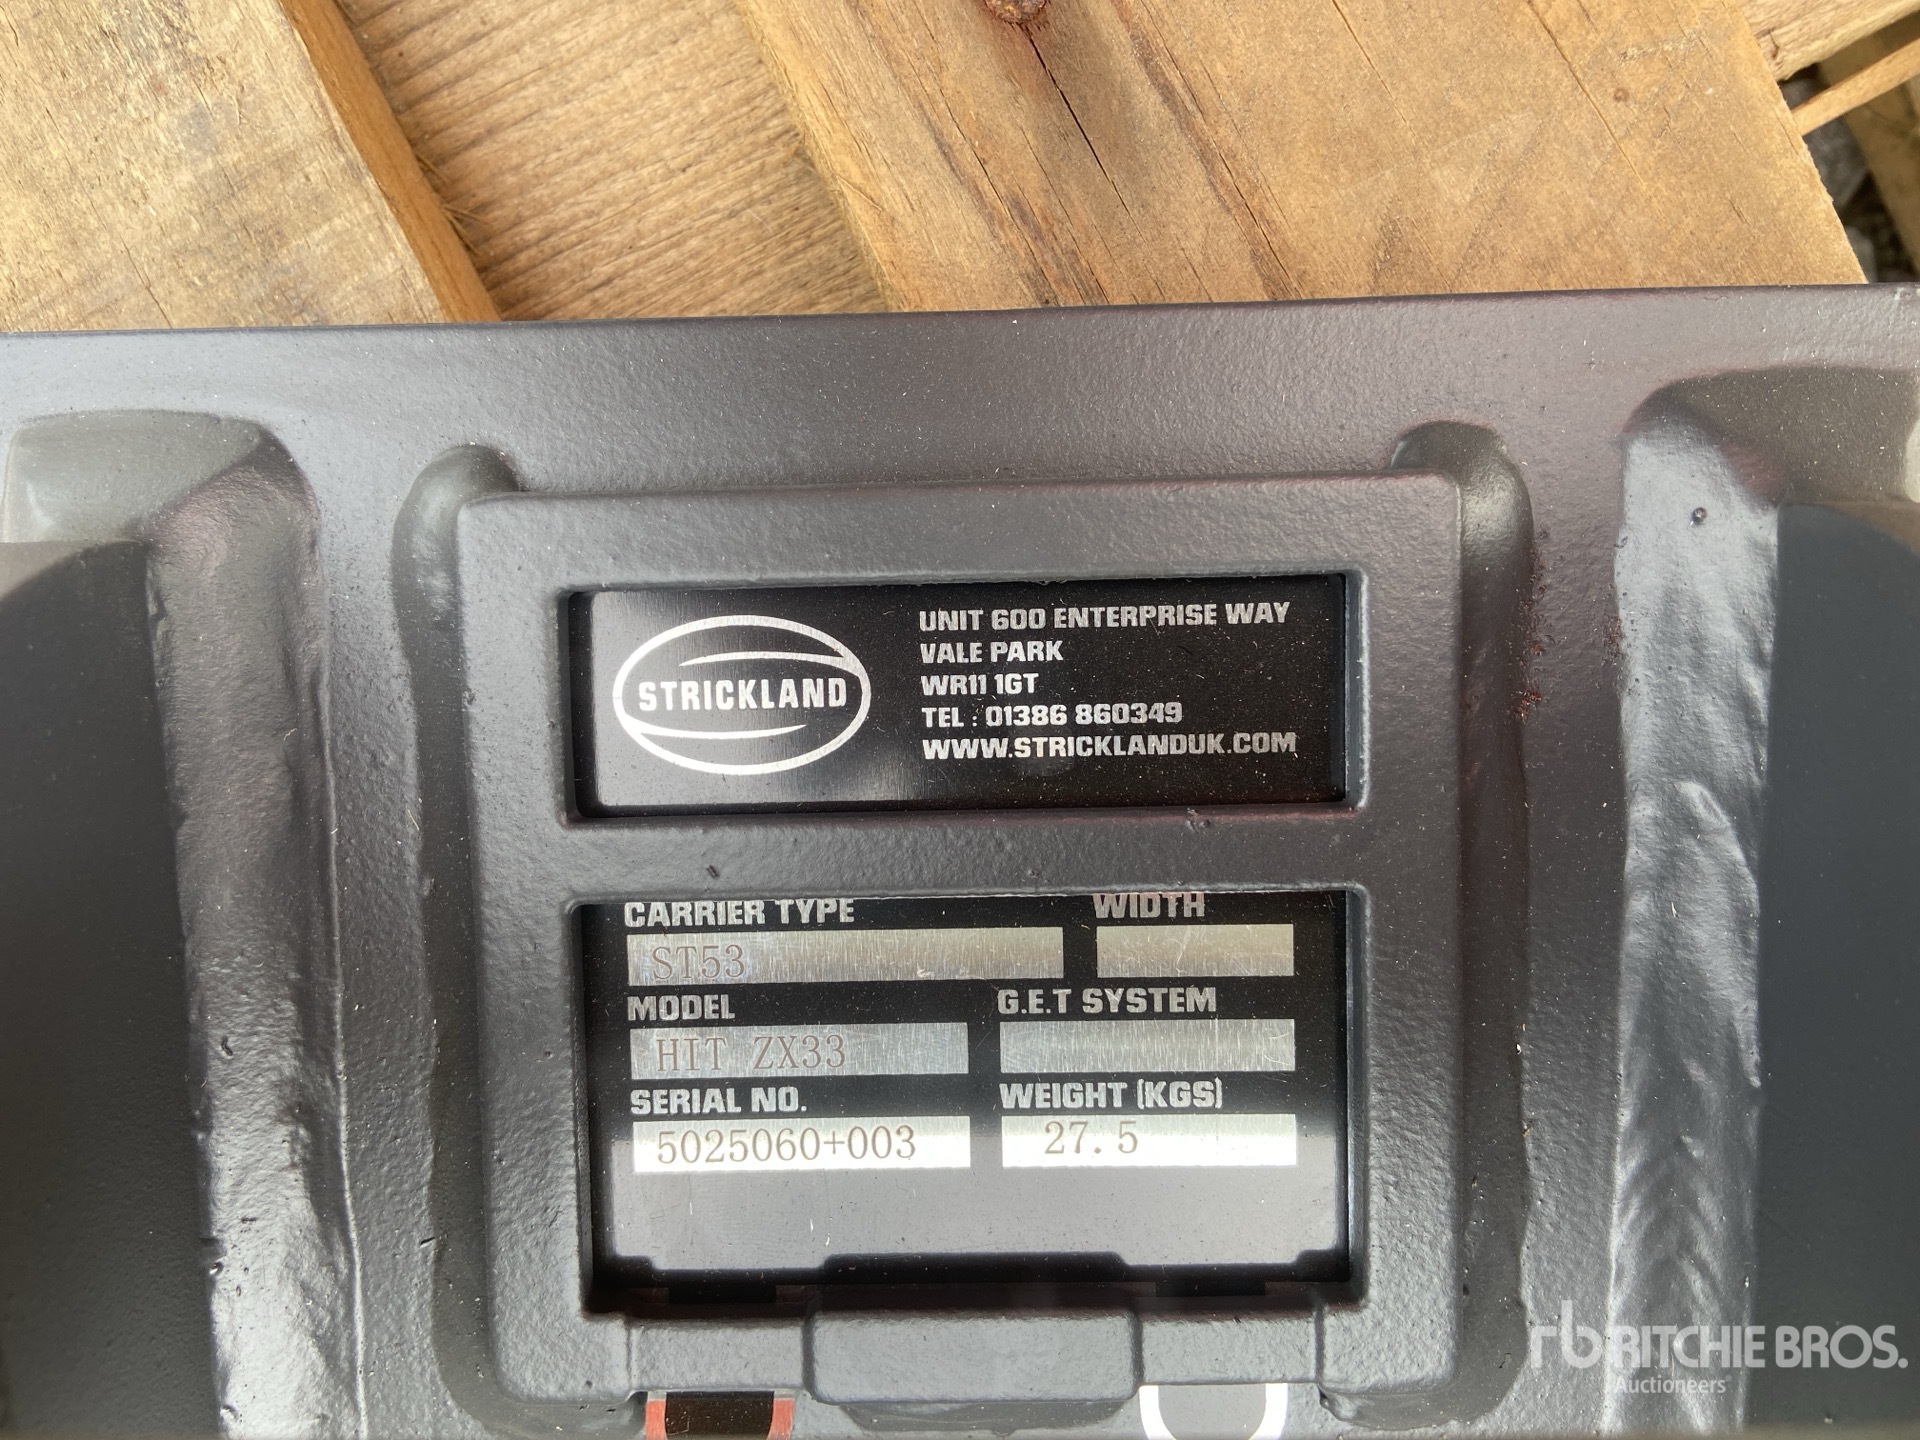 STRICKLAND
UNIT 600 ENTERPRISE WAY
VALE PARK
WR11 1GT
TEL : 01386 860349
WWW.STRICKLANDUK.COM
CARRIER TYPE WIDTH
ST53
MODEL G.E.T SYSTEM
HIT ZX33
SERIAL NO. WEIGHT (KGS)
5025060+003 27.5
rb RITCHIE BROS.
Auctioneers